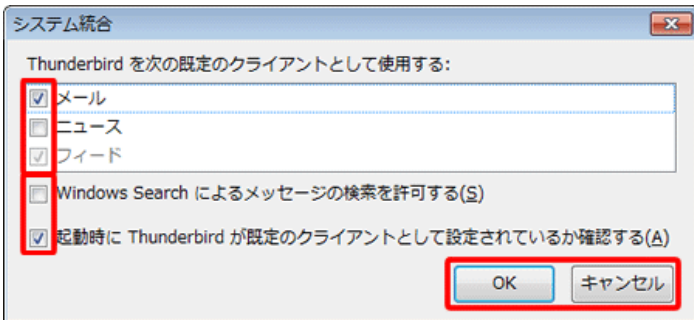 システム統合
Thunderbird を次の既定のクライアントとして使用する:
メール
ニュース
フィード
Windows Search によるメッセージの検索を許可する(S)
起動時に Thunderbird が既定のクライアントとして設定されているか確認する(A)
OK キャンセル